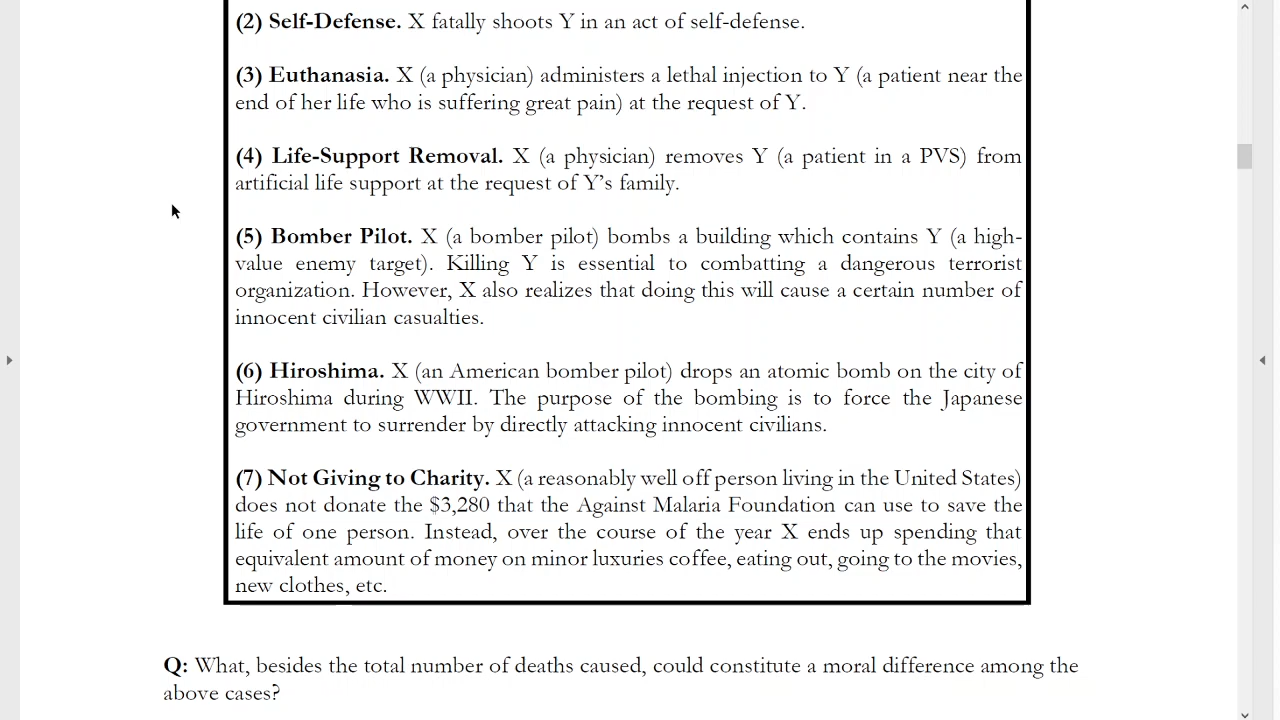 (2) Self-Defense. X fatally shoots Y in an act of self-defense.
(3) Euthanasia. X (a physician) administers a lethal injection to Y (a patient near the
end of her life who is suffering great pain) at the request of Y.
(4) Life-Support Removal. X (a physician) removes Y (a patient in a PVS) from
artificial life support at the request of Y’s family.
(5) Bomber Pilot. X (a bomber pilot) bombs a building which contains Y (a high-
value enemy target). Killing Y is essential to combatting a dangerous terrorist
organization. However, X also realizes that doing this will cause a certain number of
innocent civilian casualties.
(6) Hiroshima. X (an American bomber pilot) drops an atomic bomb on the city of
Hiroshima during WWII. The purpose of the bombing is to force the Japanese
government to surrender by directly attacking innocent civilians.
(7) Not Giving to Charity. X (a reasonably well off person living in the United States)
does not donate the $3,280 that the Against Malaria Foundation can use to save the
life of one person. Instead, over the course of the year X ends up spending that
equivalent amount of money on minor luxuries coffee, eating out, going to the movies,
new clothes, etc.
Q: What, besides the total number of deaths caused, could constitute a moral difference among the
above cases?